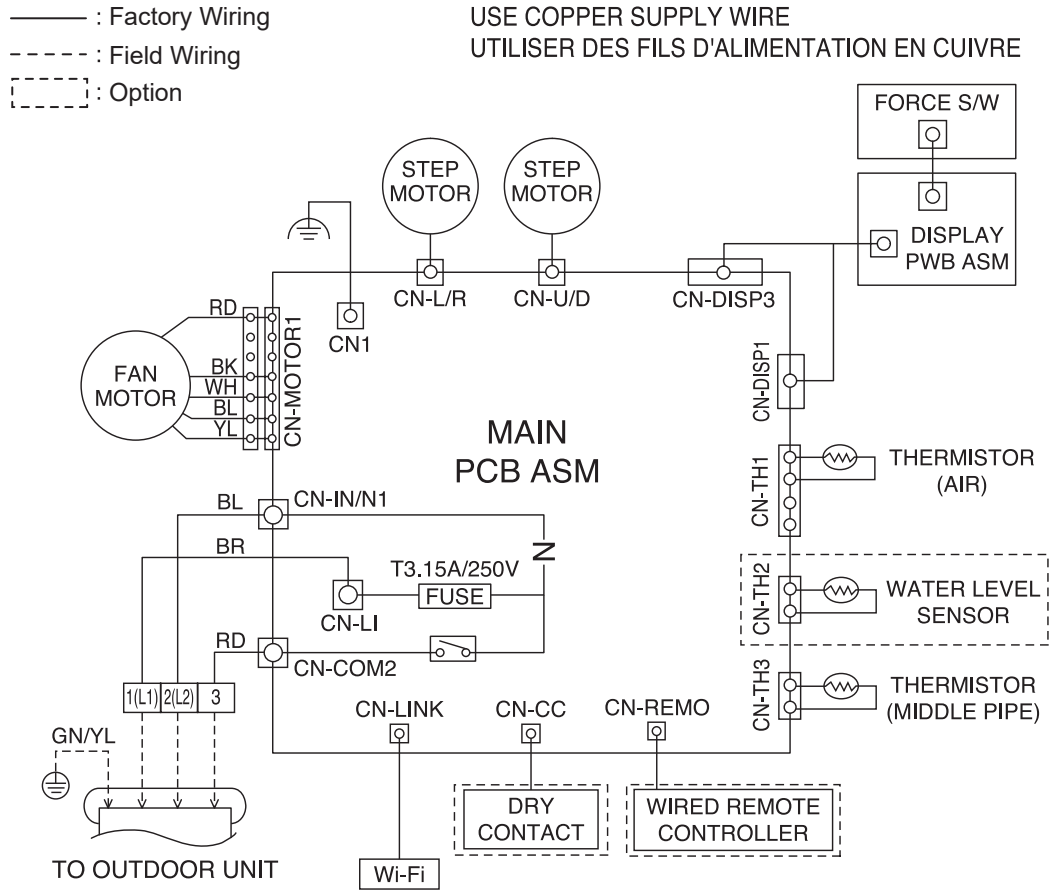 : Factory Wiring
: Field Wiring
: Option
USE COPPER SUPPLY WIRE
UTILISER DES FILS D'ALIMENTATION EN CUIVRE
FORCE S/W
DISPLAY
PWB ASM
STEP
MOTOR
STEP
MOTOR
CN-L/R
CN-U/D
CN-DISP3
CN1
RD
BK
WH
BL
YL
FAN
MOTOR
CN-MOTOR1
CN-DISP1
MAIN
PCB ASM
CN-TH1
THERMISTOR
(AIR)
BL
CN-IN/N1
BR
N
T3.15A/250V
FUSE
CN-LI
CN-TH2
WATER LEVEL
SENSOR
RD
CN-COM2
CN-TH3
THERMISTOR
(MIDDLE PIPE)
1(L1) 2(L2) 3
GN/YL
CN-LINK
CN-CC
CN-REMO
DRY
CONTACT
WIRED REMOTE
CONTROLLER
Wi-Fi
TO OUTDOOR UNIT